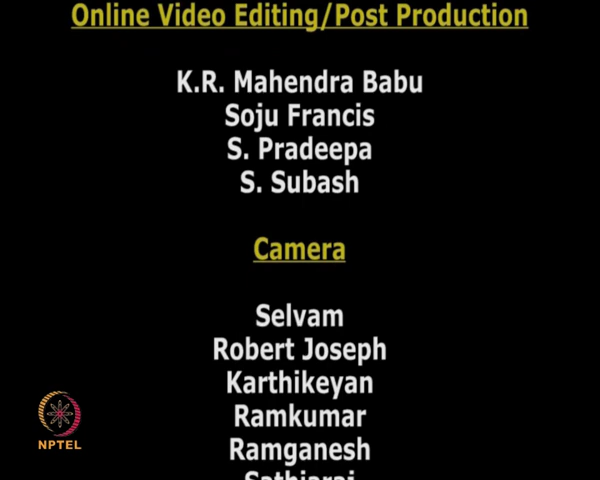 Online Video Editing/Post Production
K.R. Mahendra Babu
Soju Francis
S. Pradeepa
S. Subash
Camera
Selvam
Robert Joseph
Karthikeyan
Ramkumar
Ramganesh
NPTEL